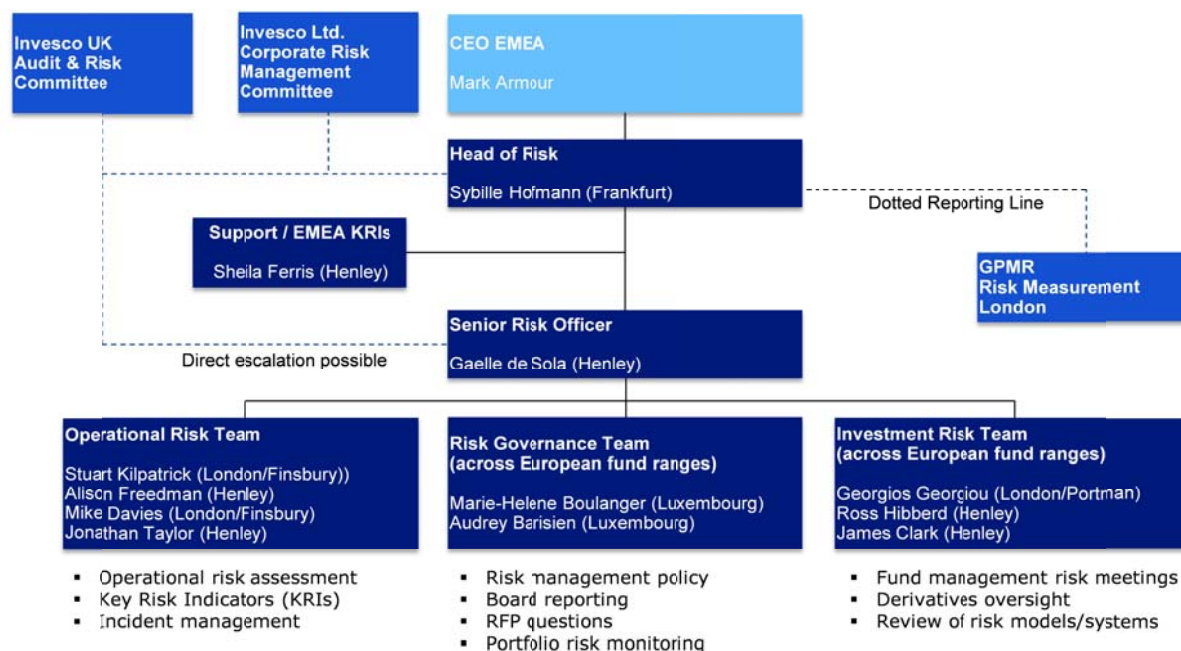 Invesco UK
Audit & Risk
Committee
Invesco Ltd.
Corporate Risk
Management
Committee
CEO EMEA
Mark Armour
Head of Risk
Sybille Hofmann (Frankfurt)
Dotted Reporting Line
Support / EMEA KRIs
Sheila Ferris (Henley)
GPMR
Risk Measurement
London
Senior Risk Officer
Gaelle de Sola (Henley)
Direct escalation possible
Operational Risk Team
Stuart Kilpatrick (London/Finsbury))
Alison Freedman (Henley)
Mike Davies (London/Finsbury)
Jonathan Taylor (Henley)
Risk Governance Team
(across European fund ranges)
Marie-Helene Boulanger (Luxembourg)
Audrey Barisien (Luxembourg)
Investment Risk Team
(across European fund ranges)
Georgios Georgiou (London/Portman)
Ross Hibberd (Henley)
James Clark (Henley)
▪ Operational risk assessment
▪ Key Risk Indicators (KRIs)
▪ Incident management
▪ Risk management policy
▪ Board reporting
▪ RFP questions
▪ Portfolio risk monitoring
▪ Fund management risk meetings
▪ Derivatives oversight
▪ Review of risk models/systems